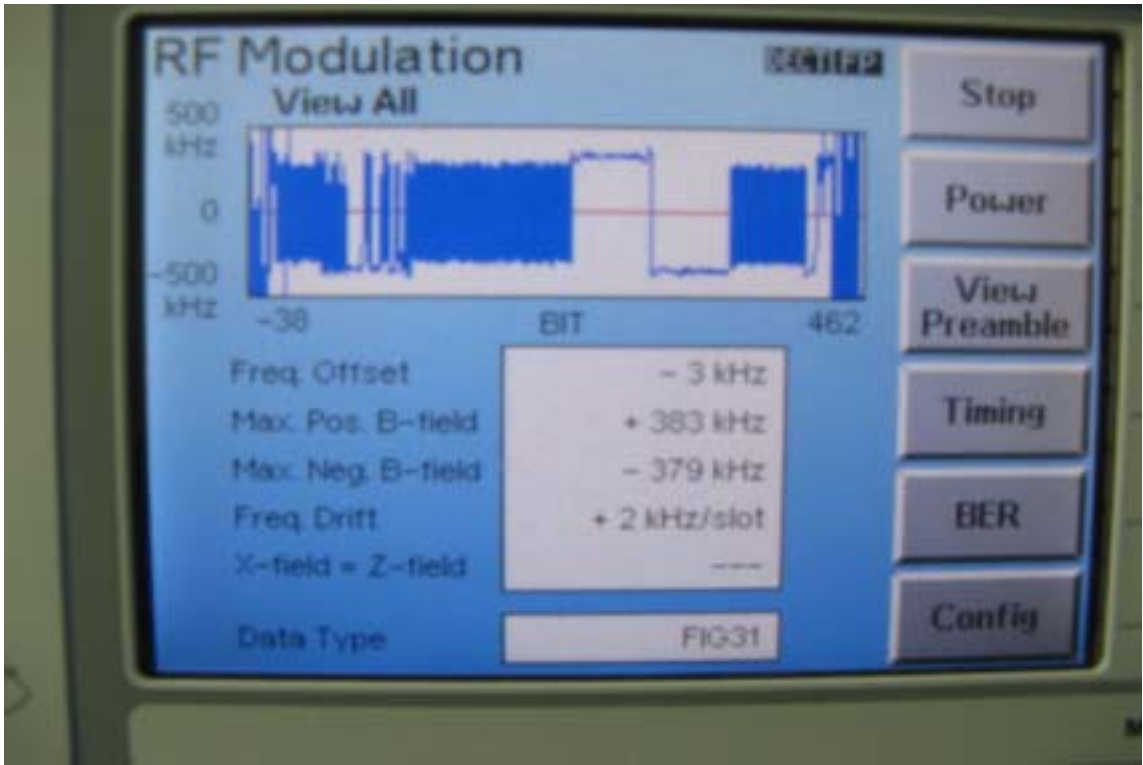 RF Modulation
DECT FP
View All
500
kHz
0
-500
kHz
-38
BIT
462
Freq. Offset
- 3 kHz
Max. Pos. B-field
+ 383 kHz
Max. Neg. B-field
- 379 kHz
Freq. Drift
+ 2 kHz/slot
X-field = Z-field
---
Data Type
FIG31
Stop
Power
View
Preamble
Timing
BER
Config
M